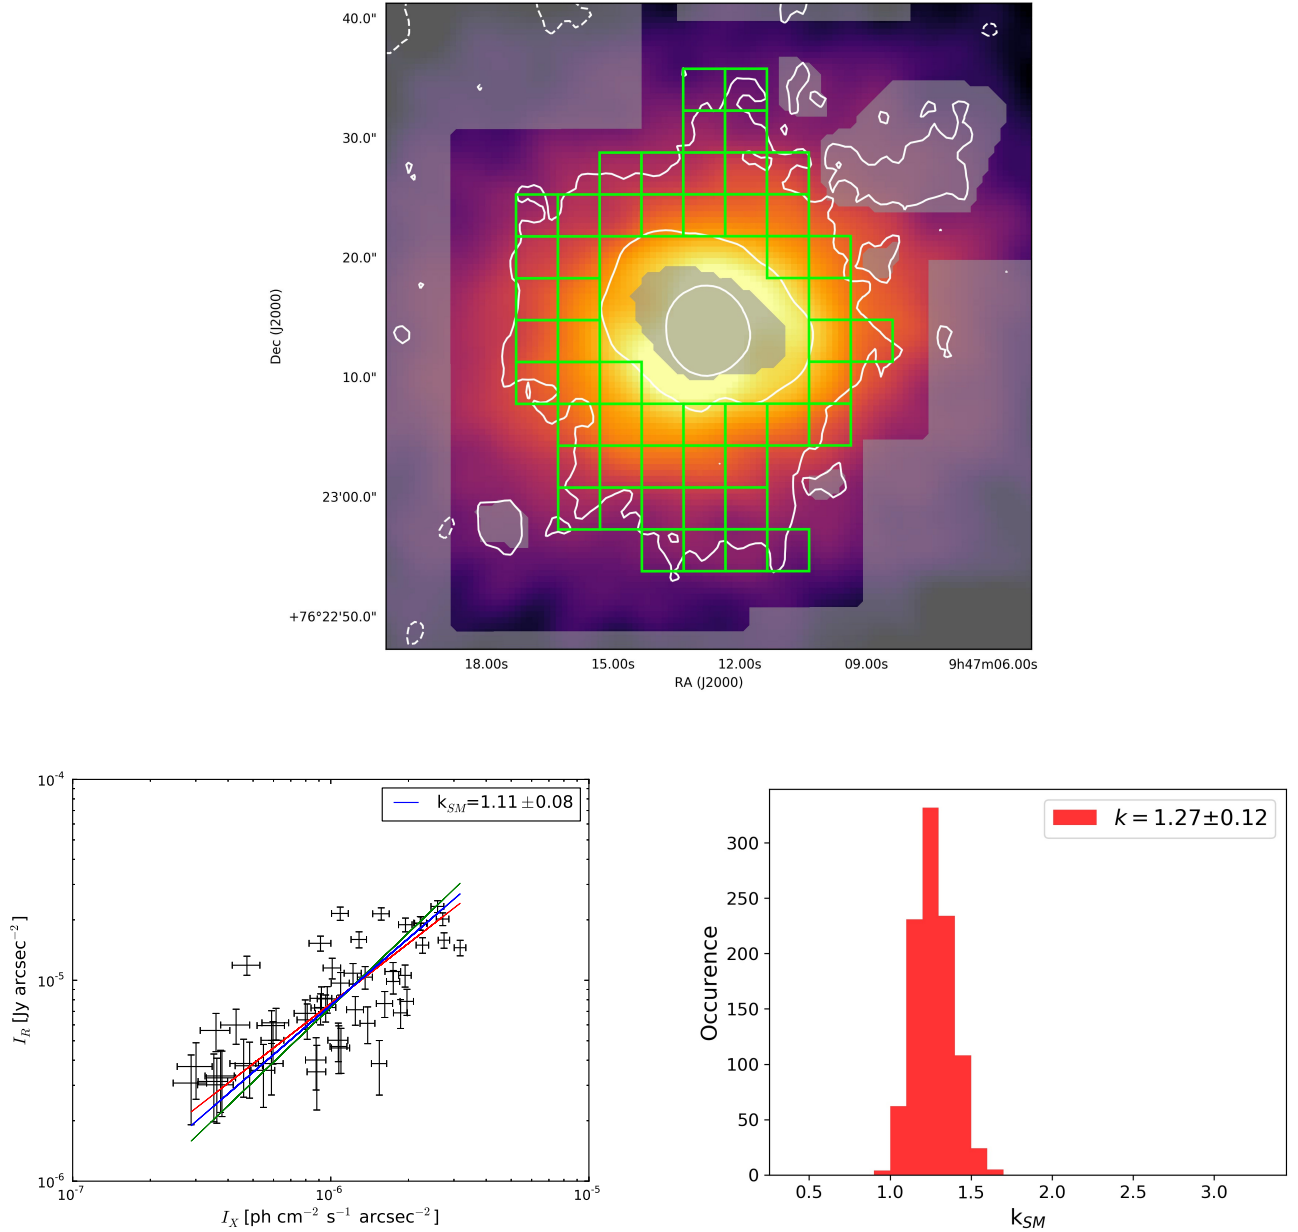 40.0"
30.0"
20.0"
10.0"
23'00.0"
+76°22'50.0"
Dec (J2000)
18.00s 15.00s 12.00s 09.00s 9h47m06.00s
RA (J2000)
10⁻⁴
10⁻⁵
10⁻⁶
I_R [Jy arcsec⁻²]
k_SM=1.11±0.08
10⁻⁷ 10⁻⁶ 10⁻⁵
I_X [ph cm⁻² s⁻¹ arcsec⁻²]
300
250
200
150
100
50
0
Occurence
k = 1.27±0.12
0.5 1.0 1.5 2.0 2.5 3.0
k_SM